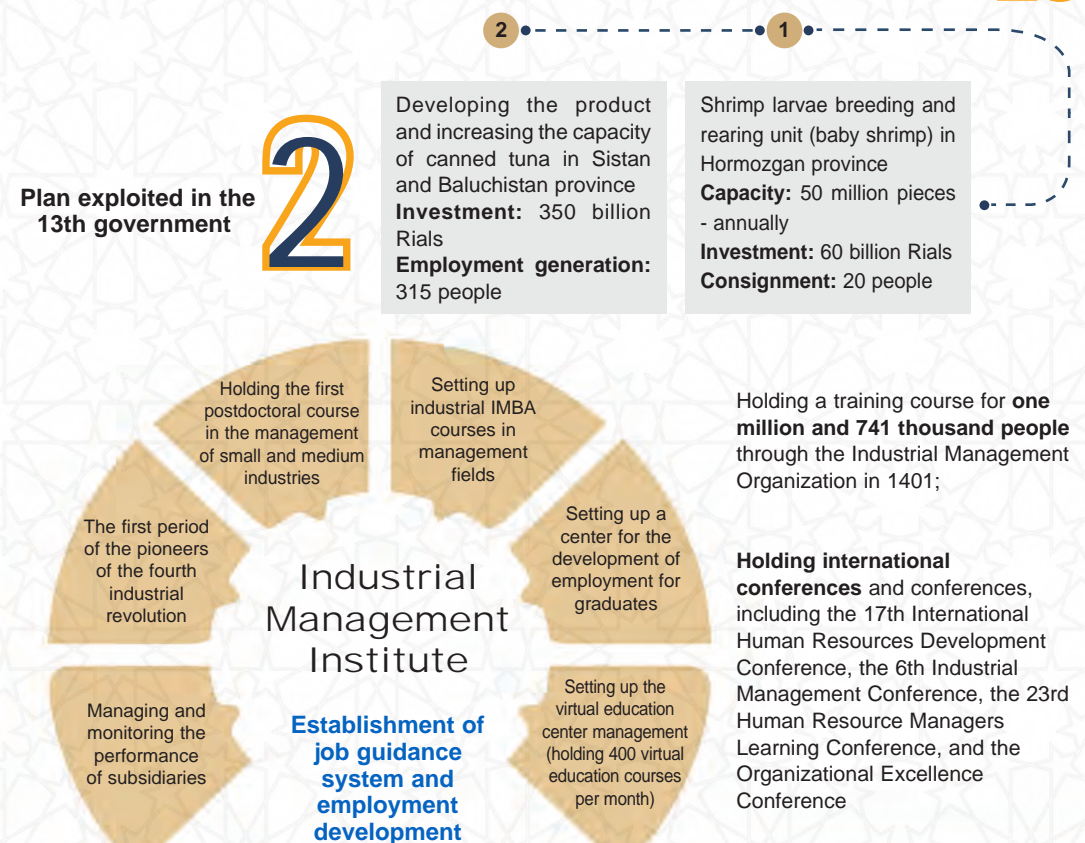 2
1
Plan exploited in the
13th government
2
Developing the product
and increasing the capacity
of canned tuna in Sistan
and Baluchistan province
Investment: 350 billion
Rials
Employment generation:
315 people
Shrimp larvae breeding and
rearing unit (baby shrimp) in
Hormozgan province
Capacity: 50 million pieces
- annually
Investment: 60 billion Rials
Consignment: 20 people
Holding the first
postdoctoral course
in the management
of small and medium
industries
Setting up
industrial IMBA
courses in
management
fields
The first period
of the pioneers
of the fourth
industrial
revolution
Setting up a
center for the
development of
employment for
graduates
Industrial
Management
Institute
Managing and
monitoring the
performance
of subsidiaries
Establishment of
job guidance
system and
employment
development
Setting up the
virtual education
center management
(holding 400 virtual
education courses
per month)
Holding a training course for one
million and 741 thousand people
through the Industrial Management
Organization in 1401;
Holding international
conferences and conferences,
including the 17th International
Human Resources Development
Conference, the 6th Industrial
Management Conference, the 23rd
Human Resource Managers
Learning Conference, and the
Organizational Excellence
Conference